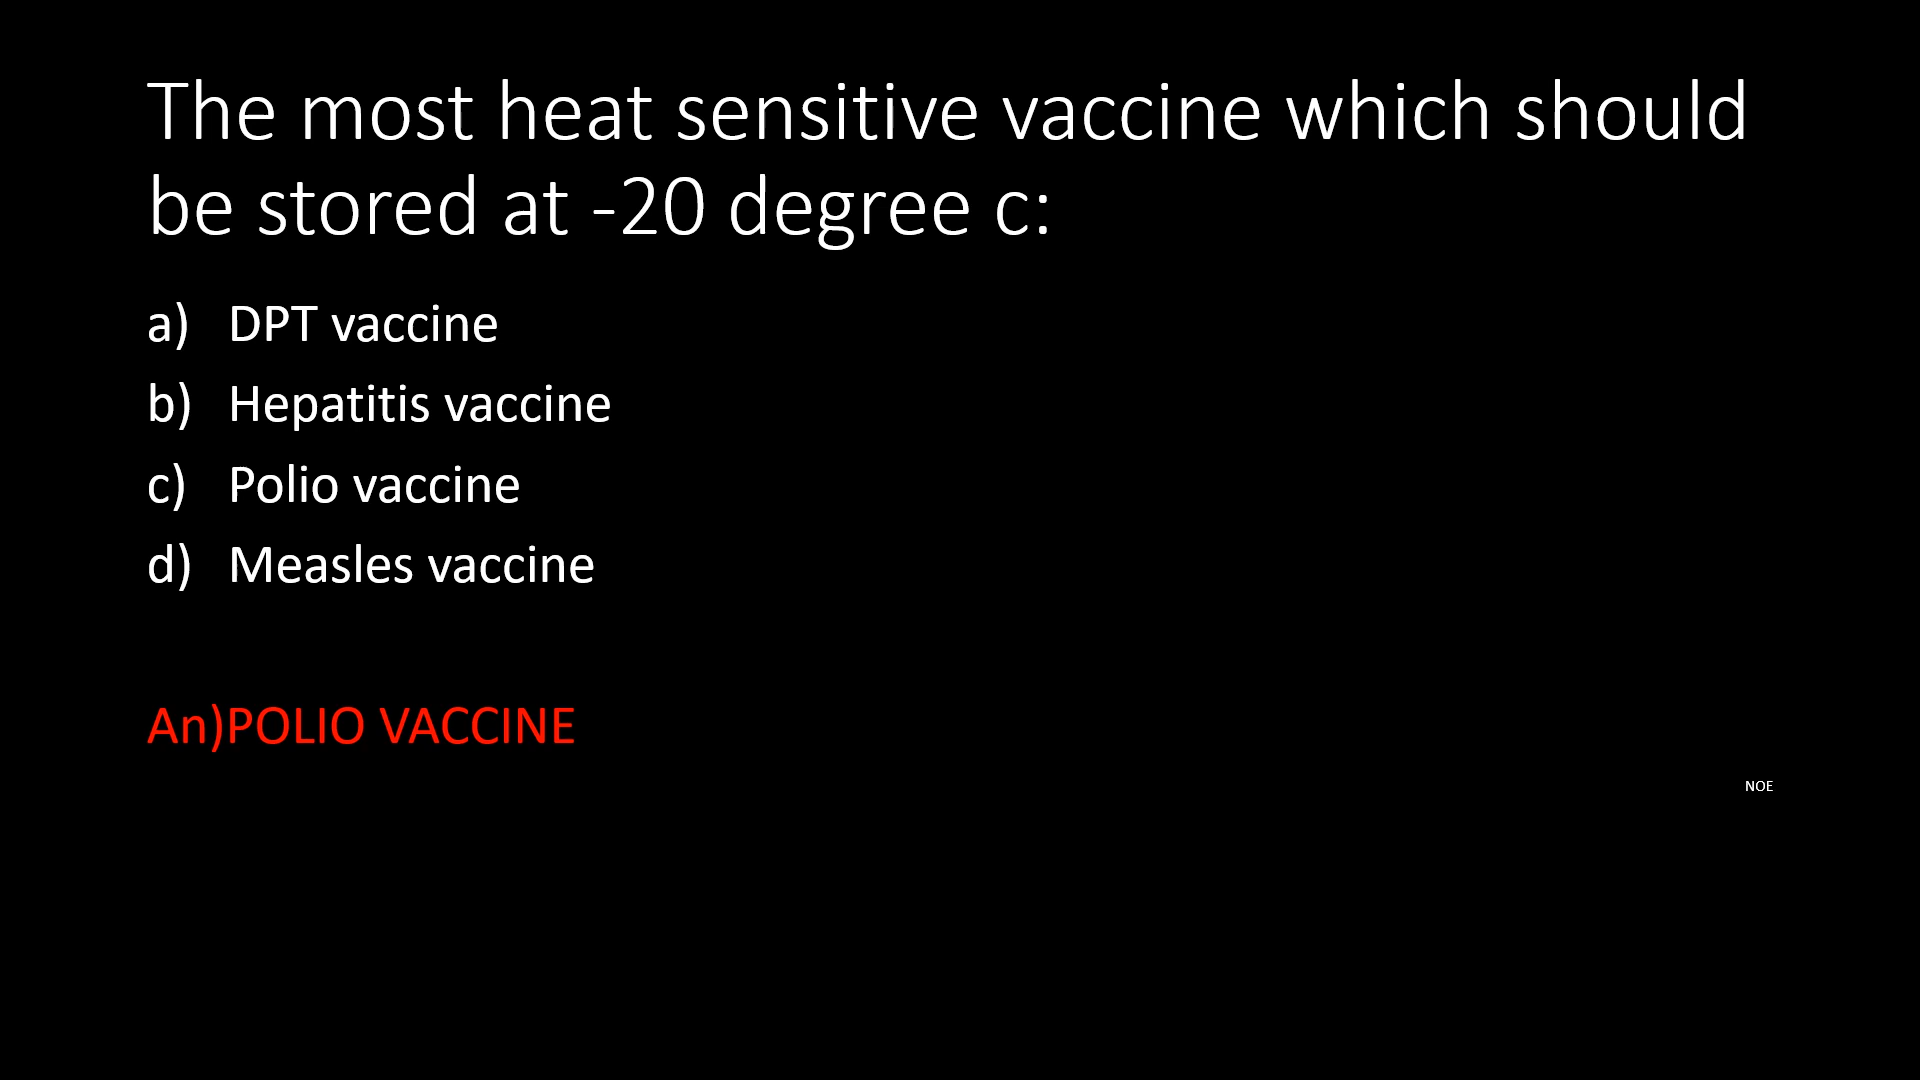 The most heat sensitive vaccine which should
be stored at -20 degree c:
a) DPT vaccine
b) Hepatitis vaccine
c) Polio vaccine
d) Measles vaccine
An)POLIO VACCINE
NOE